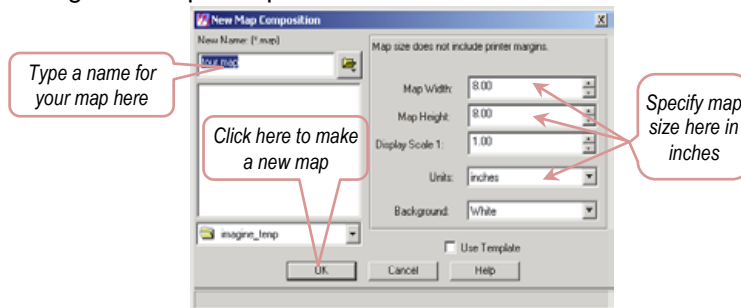 New Map Composition
New Name: (*.map)
Map size does not include printer margins.
Type a name for
your map here
Map Width: 8.00
Map Height: 8.00
Display Scale 1: 1.00
Units: inches
Background: White
Specify map
size here in
inches
Click here to make
a new map
imagine_temp
Use Template
OK
Cancel
Help